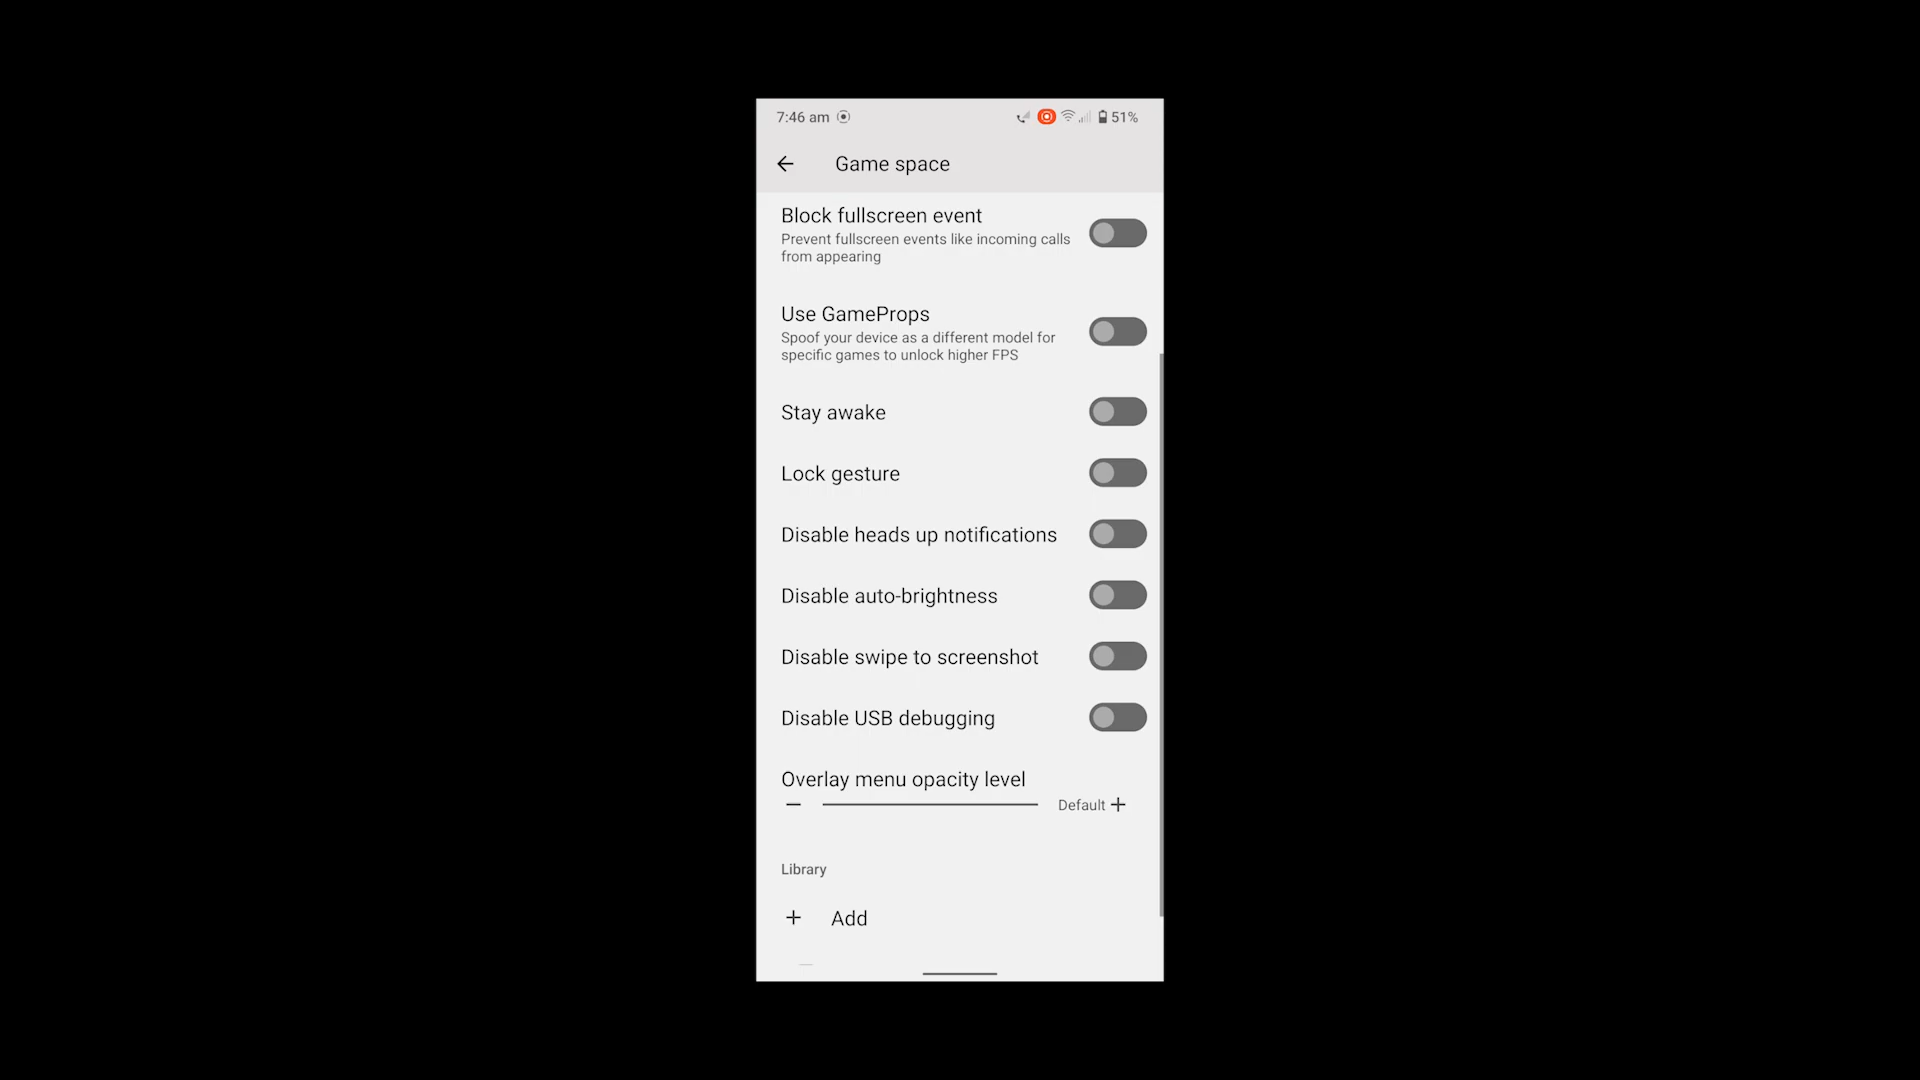 7:46 am 51%
Game space
Block fullscreen event
Prevent fullscreen events like incoming calls
from appearing
Use GameProps
Spoof your device as a different model for
specific games to unlock higher FPS
Stay awake
Lock gesture
Disable heads up notifications
Disable auto-brightness
Disable swipe to screenshot
Disable USB debugging
Overlay menu opacity level
Default
Library
Add